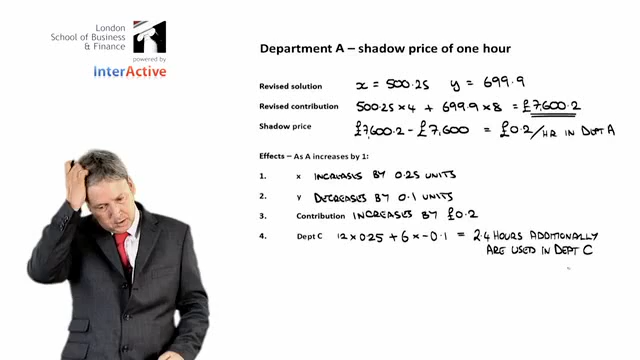 London
School of Business
& Finance
powered by
InterActive
Department A – shadow price of one hour
Revised solution x = 500.25 y = 699.9
Revised contribution 500.25 x 4 + 699.9 x 8 = £7,600.2
Shadow price £7,600.2 - £7,600 = £0.2/HR IN DEPT A
Effects – As A increases by 1:
1. x INCREASES BY 0.25 UNITS
2. y DECREASES BY 0.1 UNITS
3. Contribution INCREASES BY £0.2
4. Dept C 12 x 0.25 + 6 x -0.1 = 2.4 HOURS ADDITIONALLY
ARE USED IN DEPT C